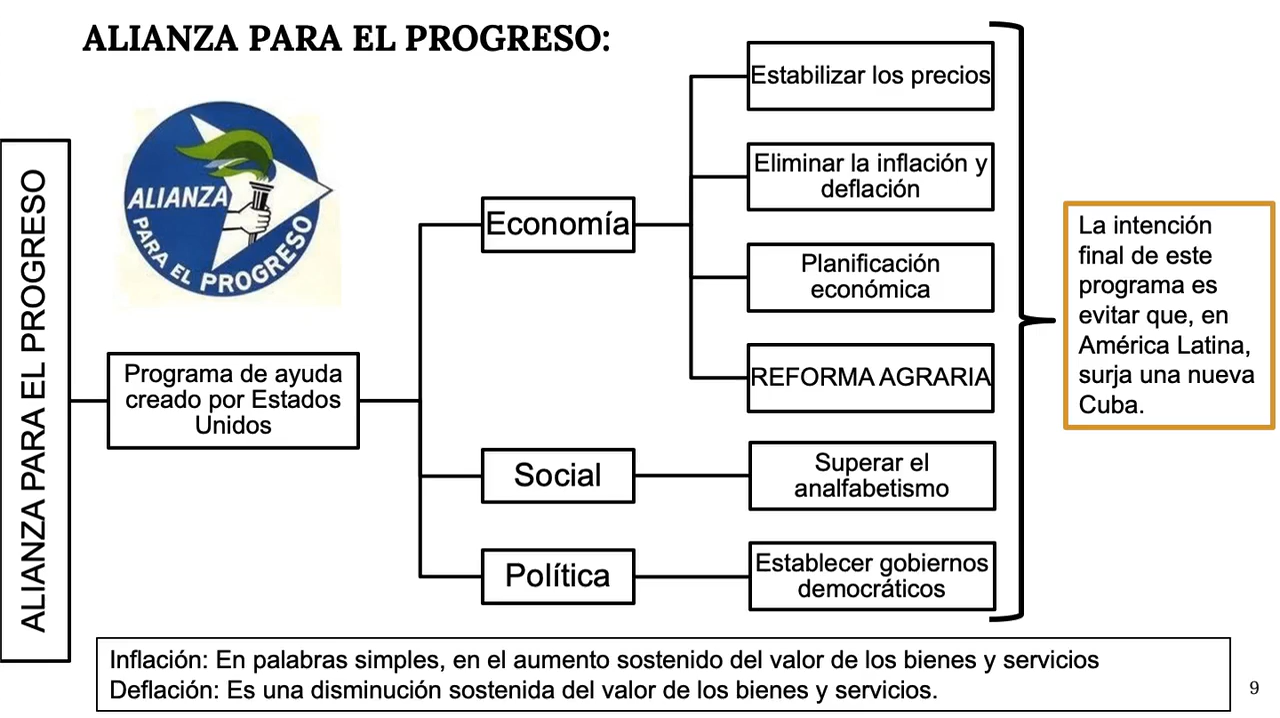 ALIANZA PARA EL PROGRESO:
ALIANZA PARA EL PROGRESO
ALIANZA
PARA EL PROGRESO
Programa de ayuda
creado por Estados
Unidos
Economía
Estabilizar los precios
Eliminar la inflación y
deflación
Planificación
económica
REFORMA AGRARIA
Social
Superar el
analfabetismo
Política
Establecer gobiernos
democráticos
La intención
final de este
programa es
evitar que, en
América Latina,
surja una nueva
Cuba.
Inflación: En palabras simples, en el aumento sostenido del valor de los bienes y servicios
Deflación: Es una disminución sostenida del valor de los bienes y servicios.
9